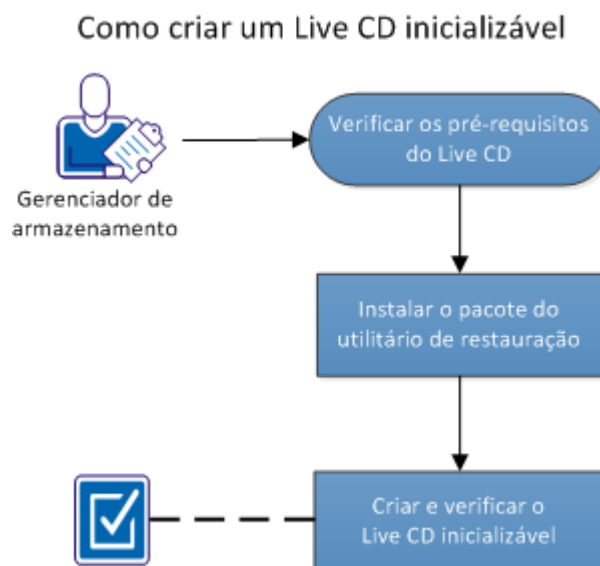 Como criar um Live CD inicializável
Verificar os pré-requisitos
do Live CD
Gerenciador de
armazenamento
Instalar o pacote do
utilitário de restauração
Criar e verificar o
Live CD inicializável